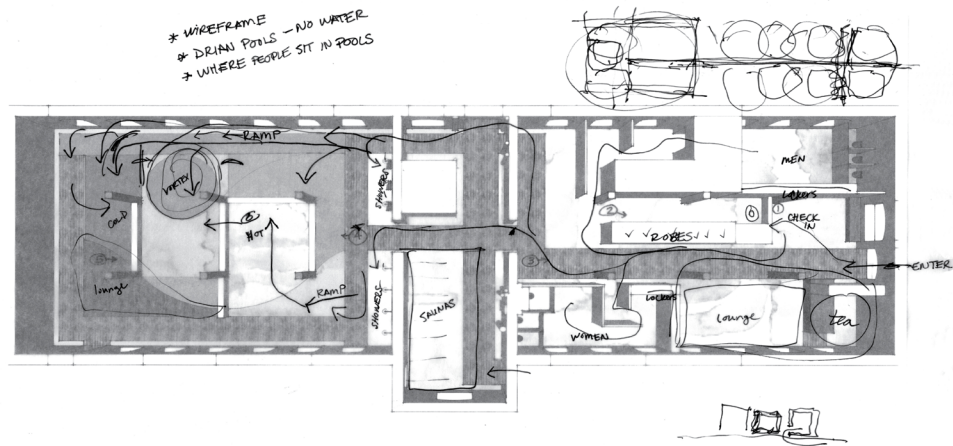 * WIREFRAME
* DRIAN POOLS — NO WATER
* WHERE PEOPLE SIT IN POOLS
RAMP
VORTEX
COLD
HOT
lounge
RAMP
SHOWERS
SHOWERS
SAUNAS
MEN
LOCKERS
CHECK IN
ROBES
ENTER
LOCKERS
WOMEN
lounge
tea